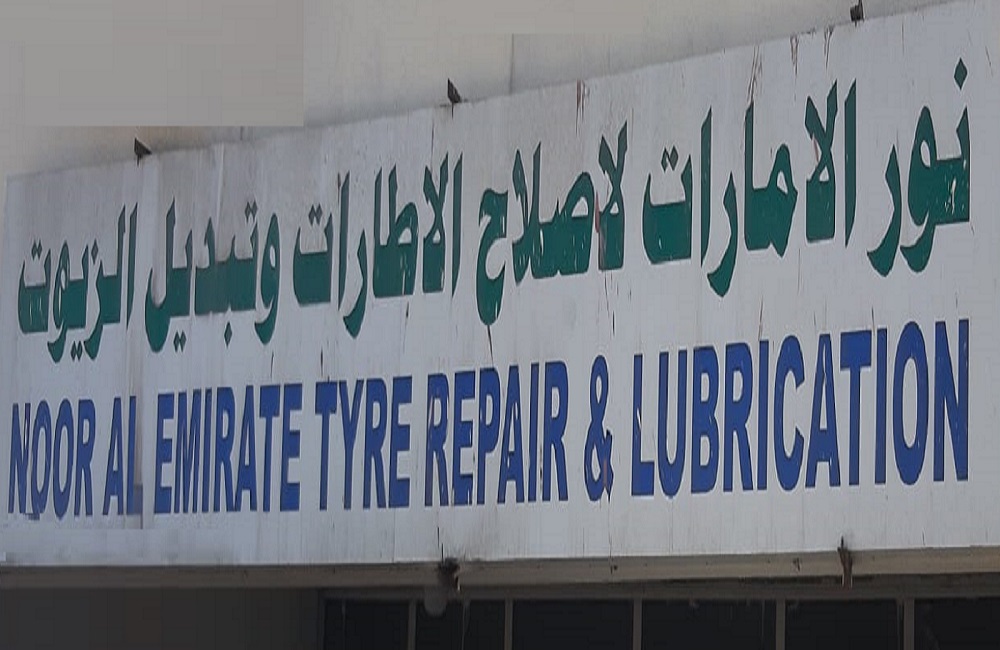 نور الامارات لاصلاح الاطارات وتبديل الزيوت
NOOR AL EMIRATE TYRE REPAIR & LUBRICATION